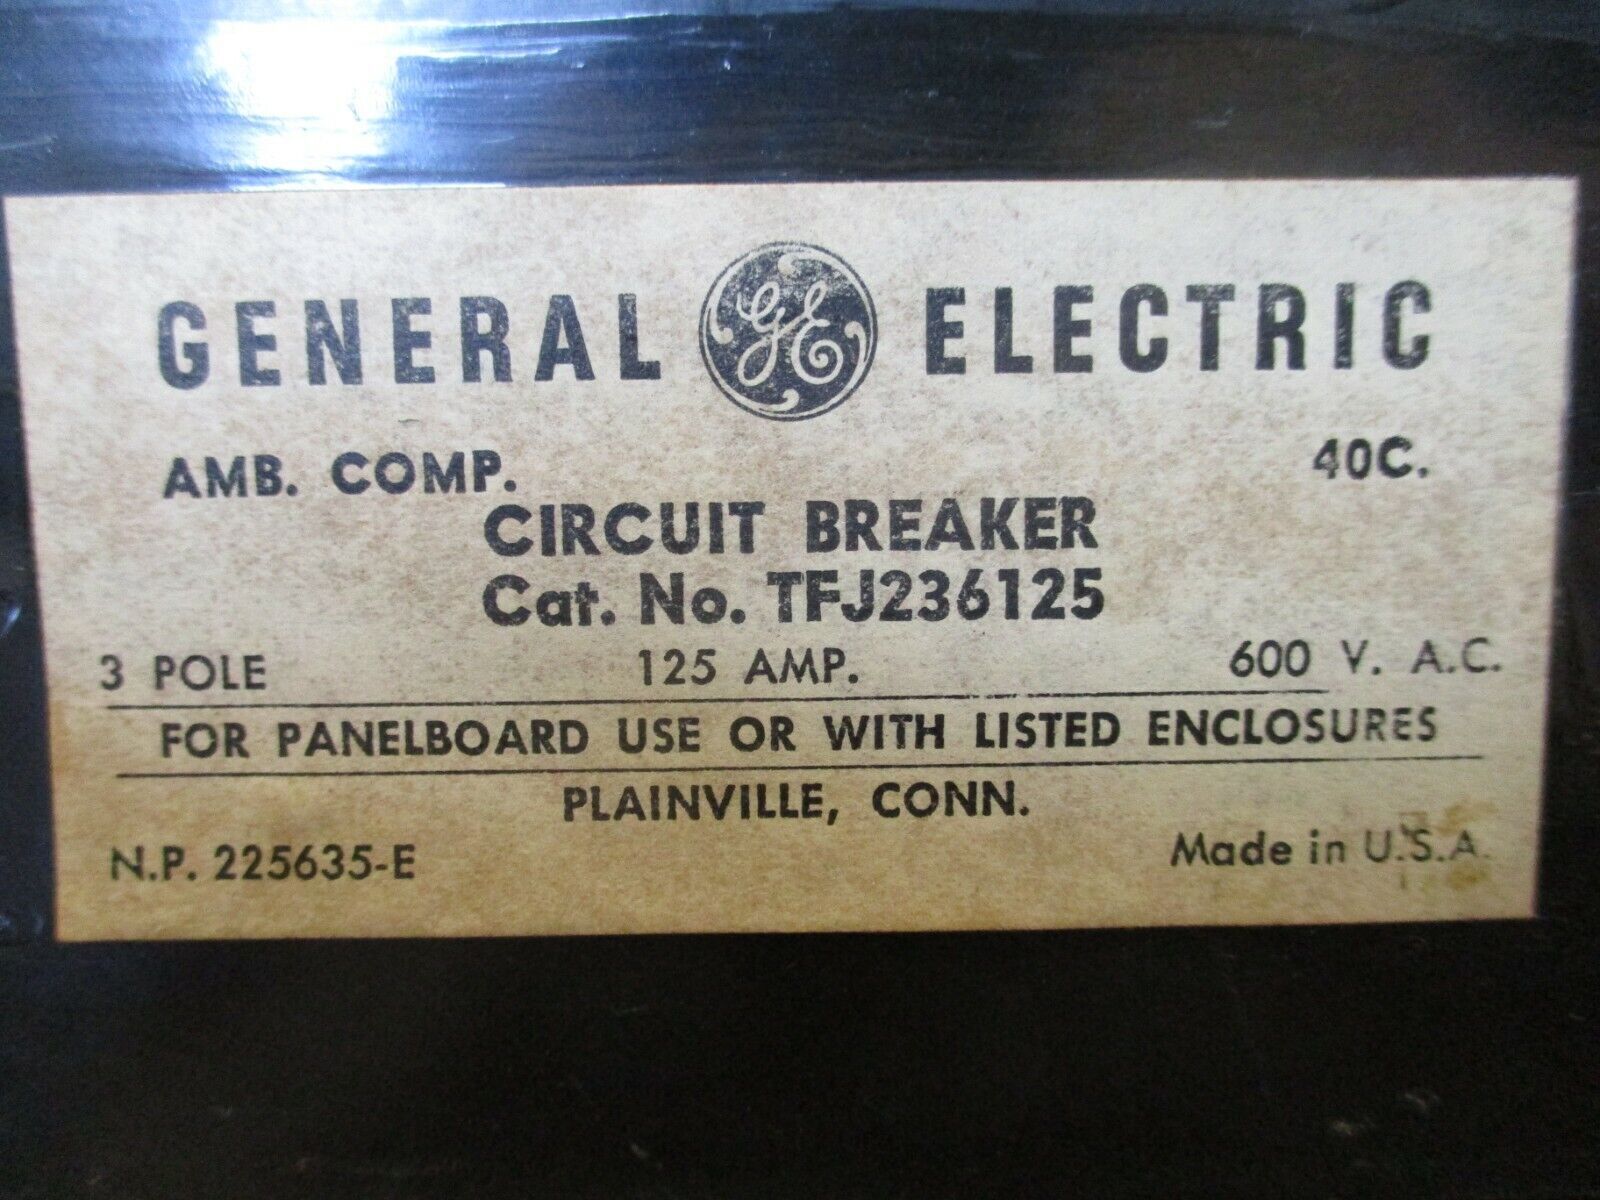 GENERAL GE ELECTRIC
AMB. COMP. 40C.
CIRCUIT BREAKER
Cat. No. TFJ236125
3 POLE 125 AMP. 600 V. A.C.
FOR PANELBOARD USE OR WITH LISTED ENCLOSURES
PLAINVILLE, CONN.
N.P. 225635-E Made in U.S.A.